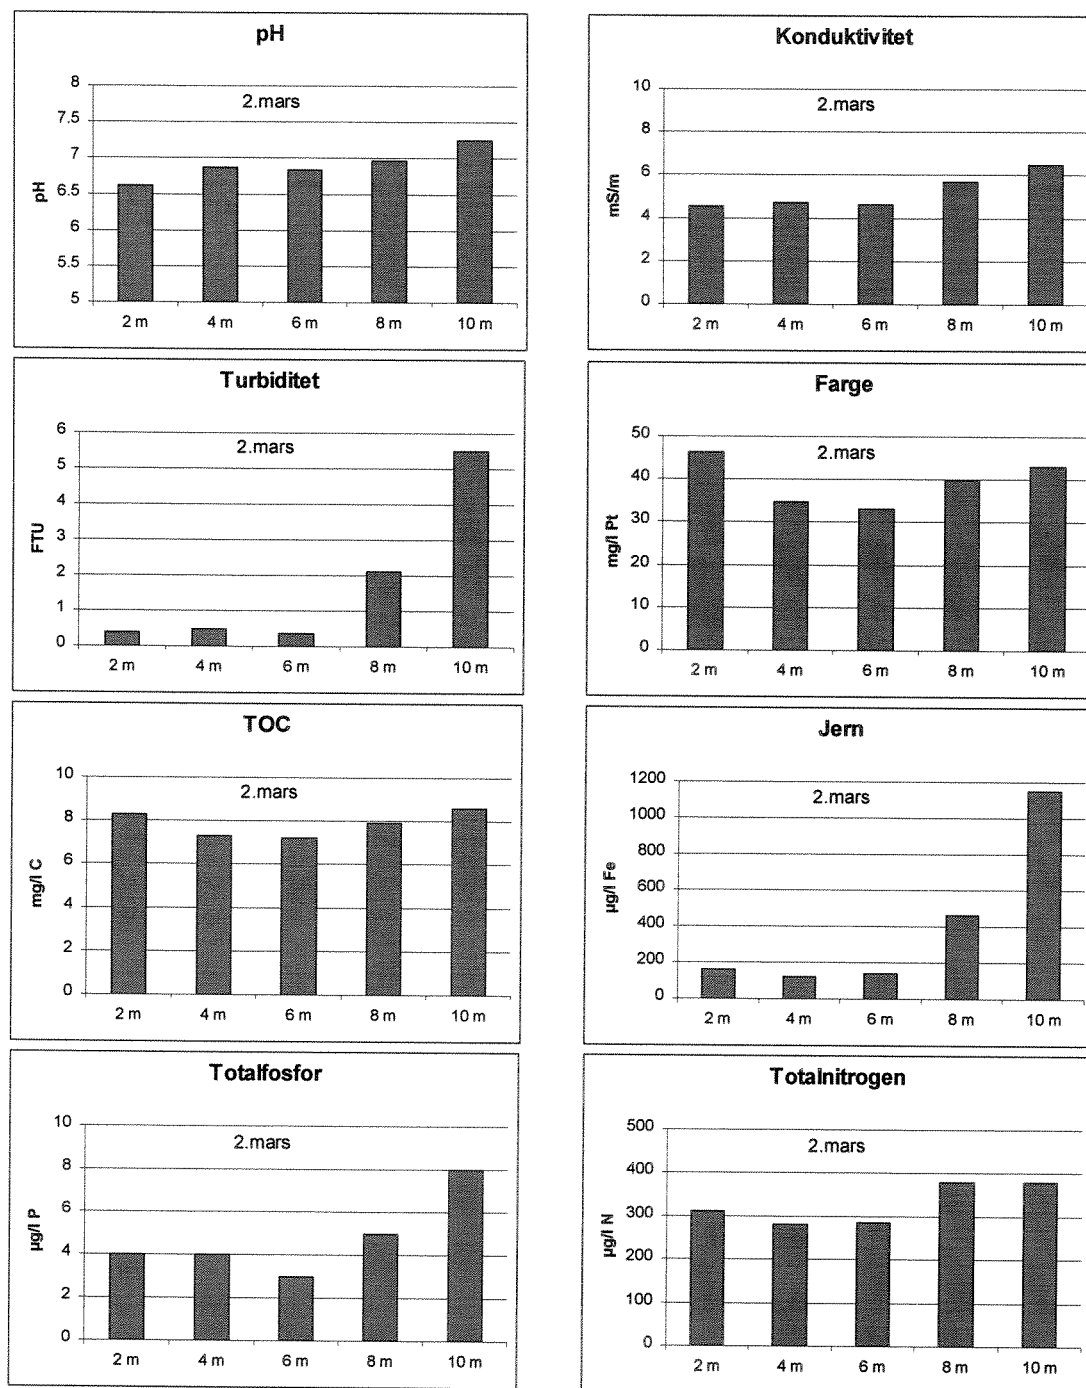 pH
8
2.mars
7.5
7
6.5
6
5.5
5
pH
2 m 4 m 6 m 8 m 10 m
Konduktivitet
10
2.mars
8
6
4
2
0
mS/m
2 m 4 m 6 m 8 m 10 m
Turbiditet
6
2.mars
5
4
3
2
1
0
FTU
2 m 4 m 6 m 8 m 10 m
Farge
50
2.mars
40
30
20
10
0
mg/l Pt
2 m 4 m 6 m 8 m 10 m
TOC
10
2.mars
8
6
4
2
0
mg/l C
2 m 4 m 6 m 8 m 10 m
Jern
1200
2.mars
1000
800
600
400
200
0
µg/l Fe
2 m 4 m 6 m 8 m 10 m
Totalfosfor
10
2.mars
8
6
4
2
0
µg/l P
2 m 4 m 6 m 8 m 10 m
Totalnitrogen
500
2.mars
400
300
200
100
0
µg/l N
2 m 4 m 6 m 8 m 10 m